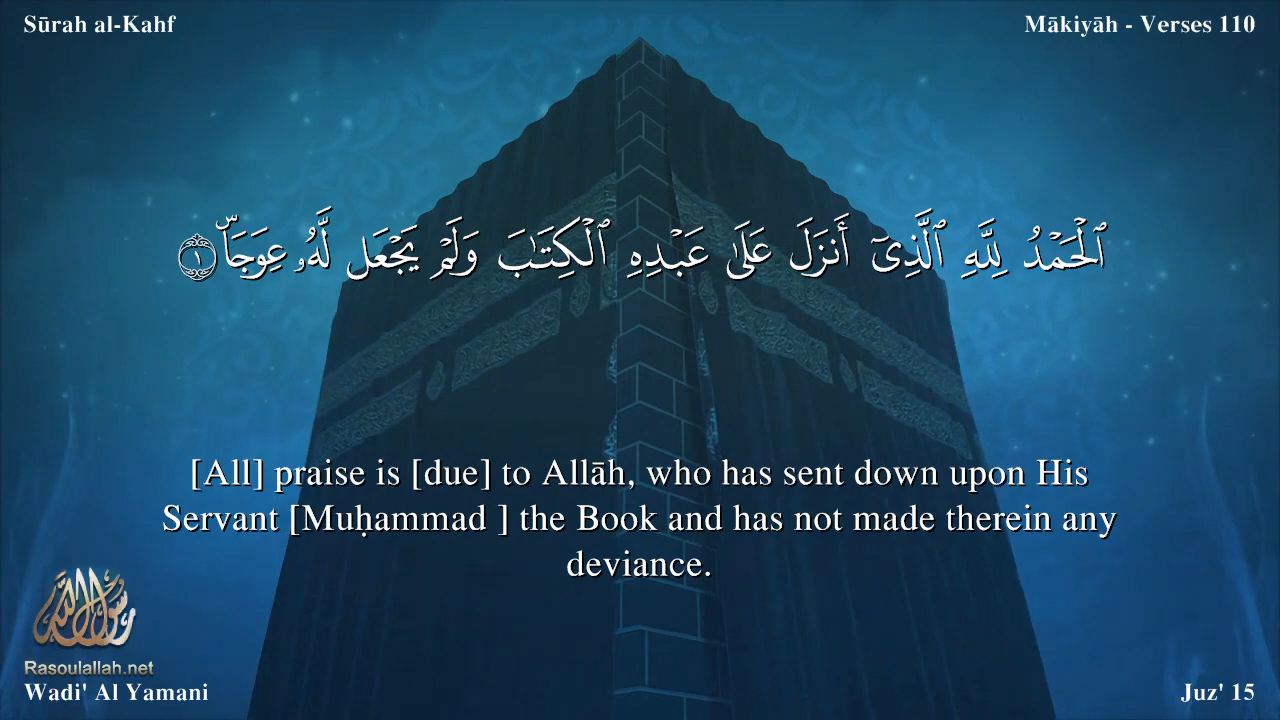 Sūrah al-Kahf
Mākiyāh - Verses 110
ٱلْحَمْدُ لِلَّهِ ٱلَّذِىٓ أَنزَلَ عَلَىٰ عَبْدِهِ ٱلْكِتَـٰبَ وَلَمْ يَجْعَل لَّهُۥ عِوَجَاۜ ١
[All] praise is [due] to Allāh, who has sent down upon His
Servant [Muḥammad ] the Book and has not made therein any
deviance.
رسول الله
Rasoulallah.net
Wadi' Al Yamani
Juz' 15